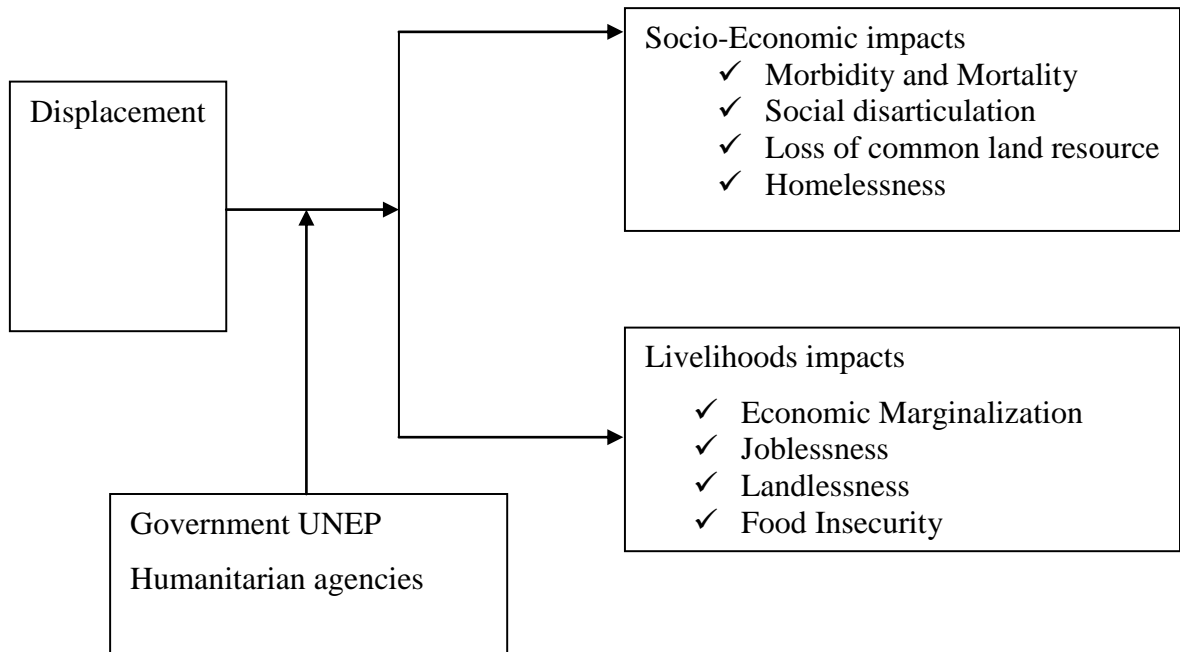 Displacement
Socio-Economic impacts
✓ Morbidity and Mortality
✓ Social disarticulation
✓ Loss of common land resource
✓ Homelessness
Livelihoods impacts
✓ Economic Marginalization
✓ Joblessness
✓ Landlessness
✓ Food Insecurity
Government UNEP
Humanitarian agencies